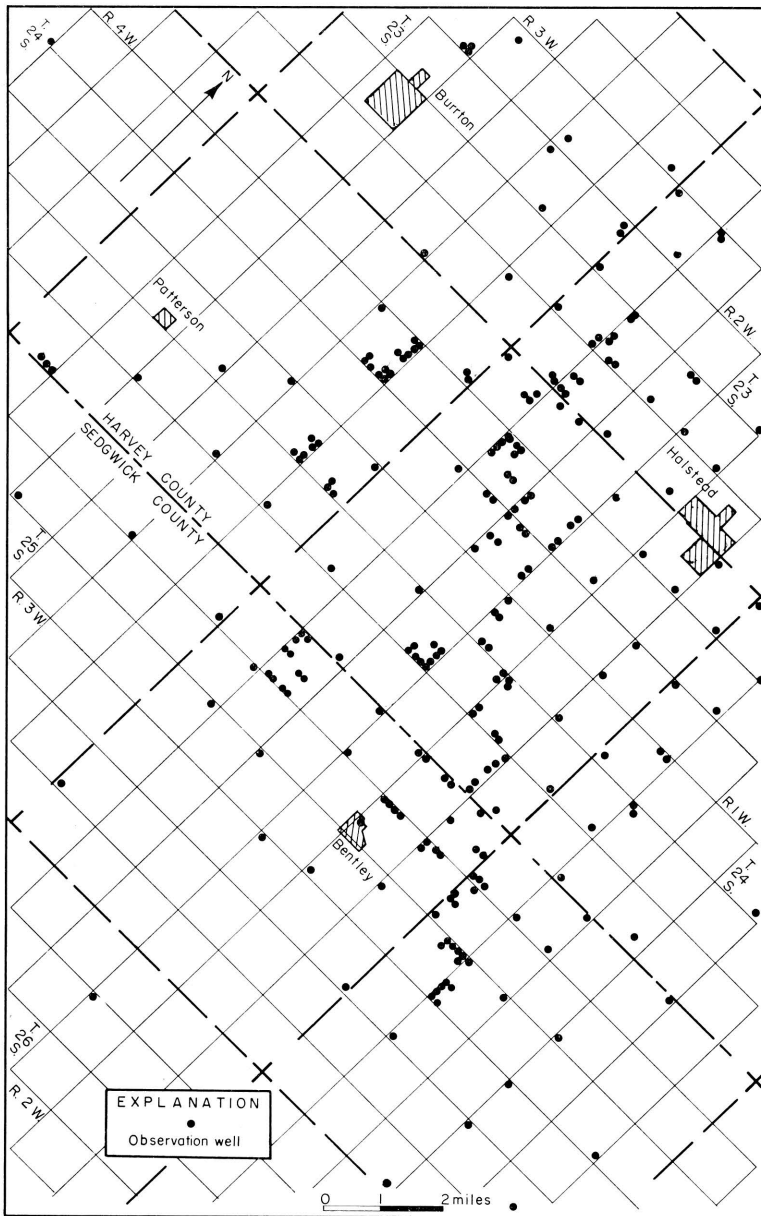 T.
24
S
R. 4 W.
T.
23
S
R. 3 W.
N
Burrton
Patterson
R. 2 W.
T.
23
S.
Halstead
HARVEY COUNTY
SEDGWICK COUNTY
T.
25
S
R. 3 W.
R. 1 W.
T.
24
S.
Bentley
T.
26
S.
R. 2 W.
EXPLANATION
Observation well
0 1 2 miles